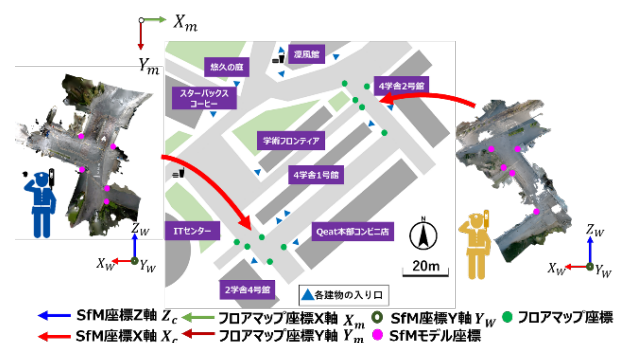 X_m
Y_m
悠久の庭
凜風館
スターバックス
コーヒー
4学舎2号館
学術フロンティア
4学舎1号館
ITセンター
Qeat本部コンビニ店
2学舎4号館
N
20m
▲各建物の入り口
Z_W
X_W
Y_W
Z_W
X_W
Y_W
SfM座標Z軸 Z_c
フロアマップ座標X軸 X_m
SfM座標Y軸 Y_W
フロアマップ座標
SfM座標X軸 X_c
フロアマップ座標Y軸 Y_m
SfMモデル座標